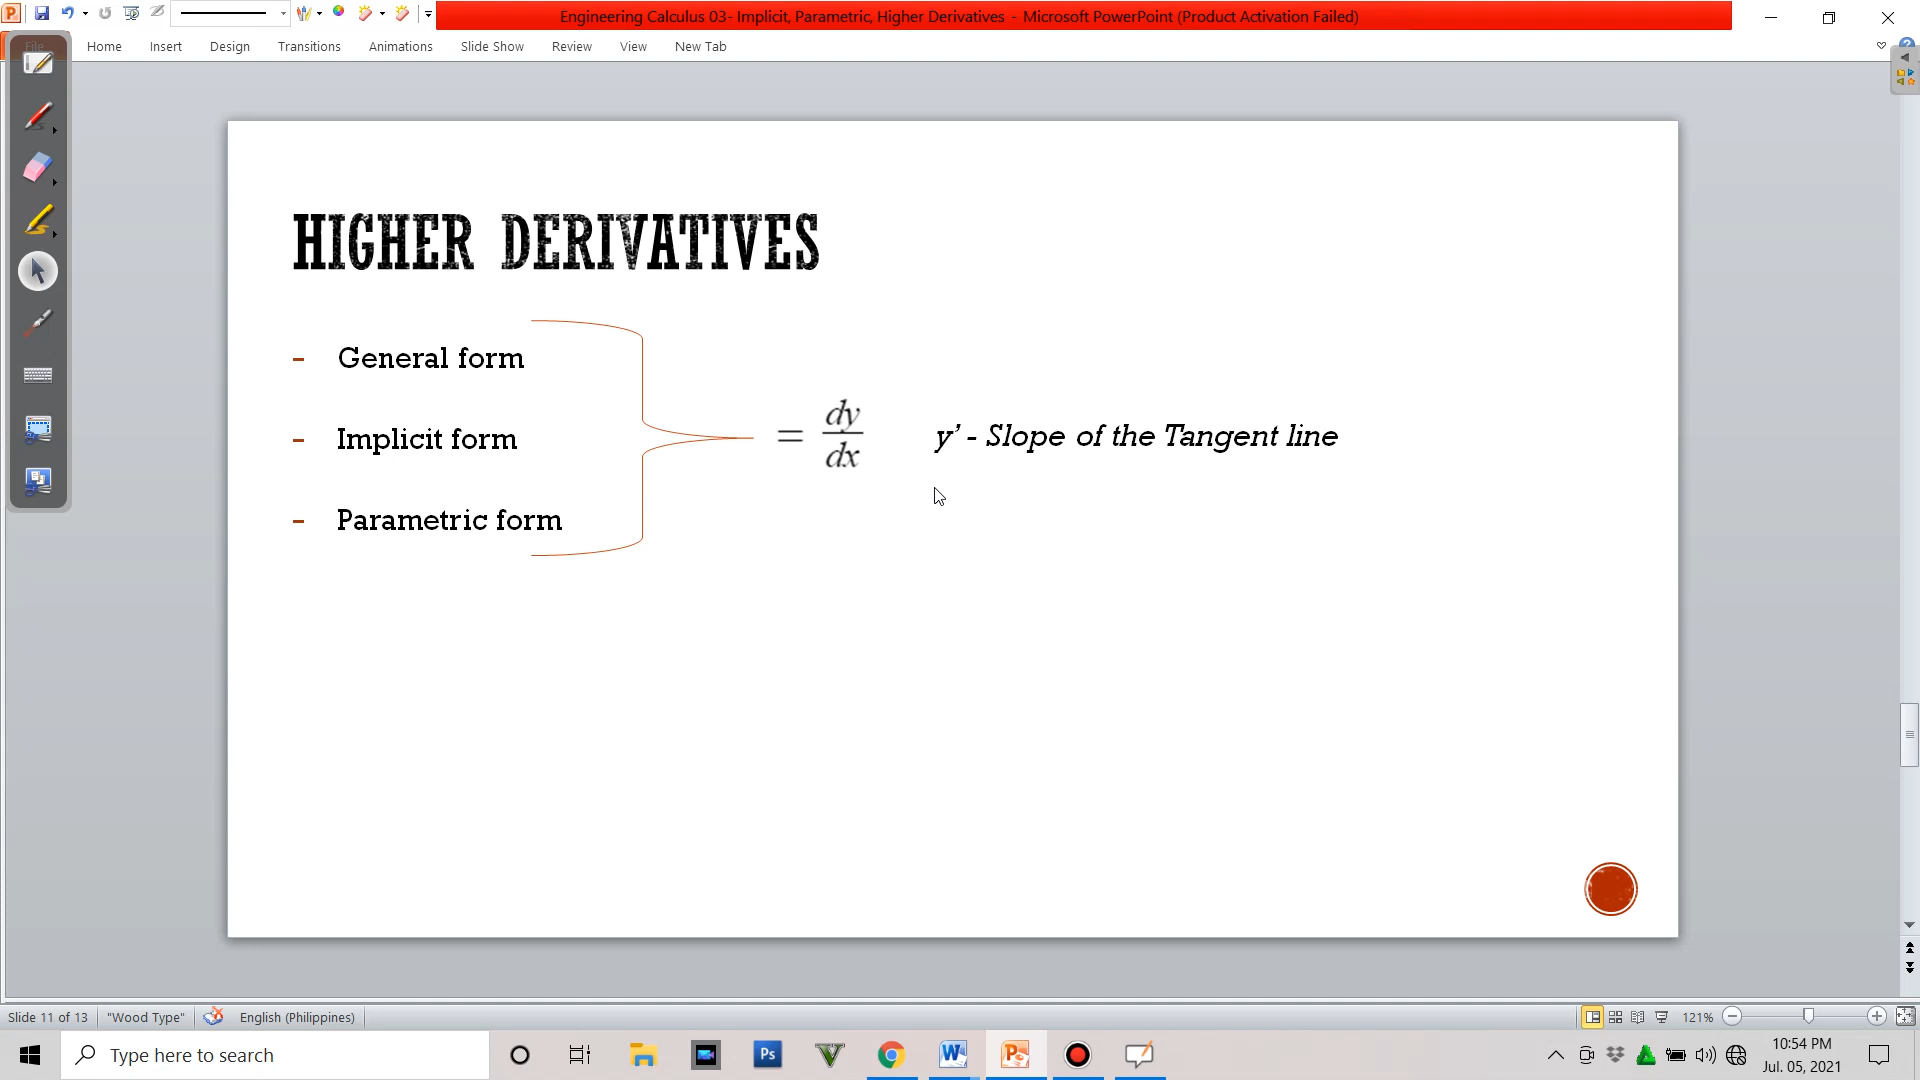 Engineering Calculus 03- Implicit, Parametric, Higher Derivatives - Microsoft PowerPoint (Product Activation Failed)
File Home Insert Design Transitions Animations Slide Show Review View New Tab
HIGHER DERIVATIVES
- General form
- Implicit form
- Parametric form
= dy/dx
y’ - Slope of the Tangent line
Slide 11 of 13 "Wood Type" English (Philippines) 121%
Type here to search
Ps
10:54 PM
Jul. 05, 2021